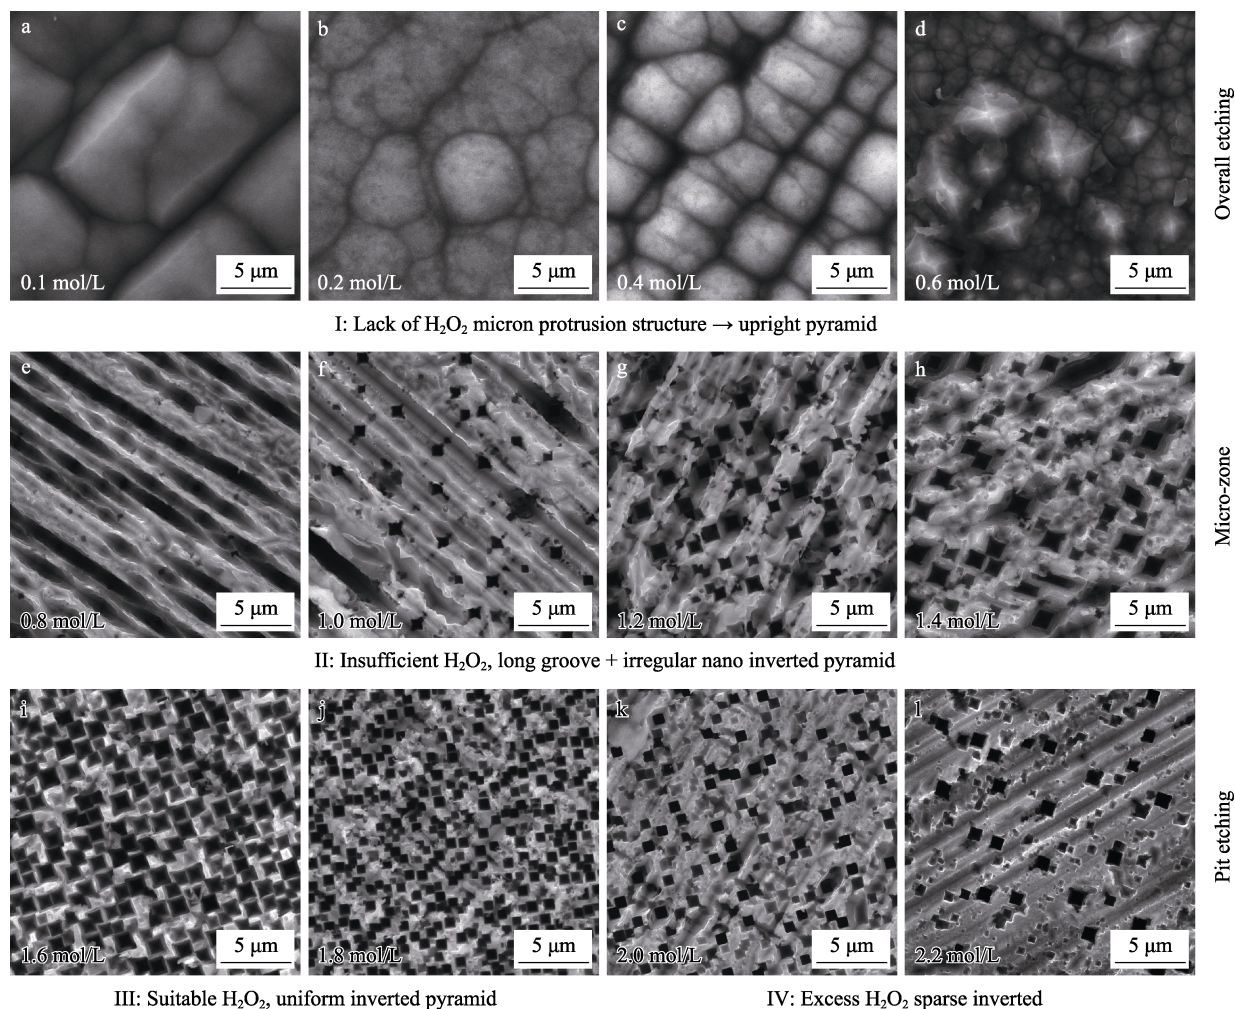 a b c d
0.1 mol/L 5 μm 0.2 mol/L 5 μm 0.4 mol/L 5 μm 0.6 mol/L 5 μm
Overall etching
I: Lack of H₂O₂ micron protrusion structure → upright pyramid
e f g h
0.8 mol/L 5 μm 1.0 mol/L 5 μm 1.2 mol/L 5 μm 1.4 mol/L 5 μm
Micro-zone
II: Insufficient H₂O₂, long groove + irregular nano inverted pyramid
i j k l
1.6 mol/L 5 μm 1.8 mol/L 5 μm 2.0 mol/L 5 μm 2.2 mol/L 5 μm
Pit etching
III: Suitable H₂O₂, uniform inverted pyramid
IV: Excess H₂O₂ sparse inverted